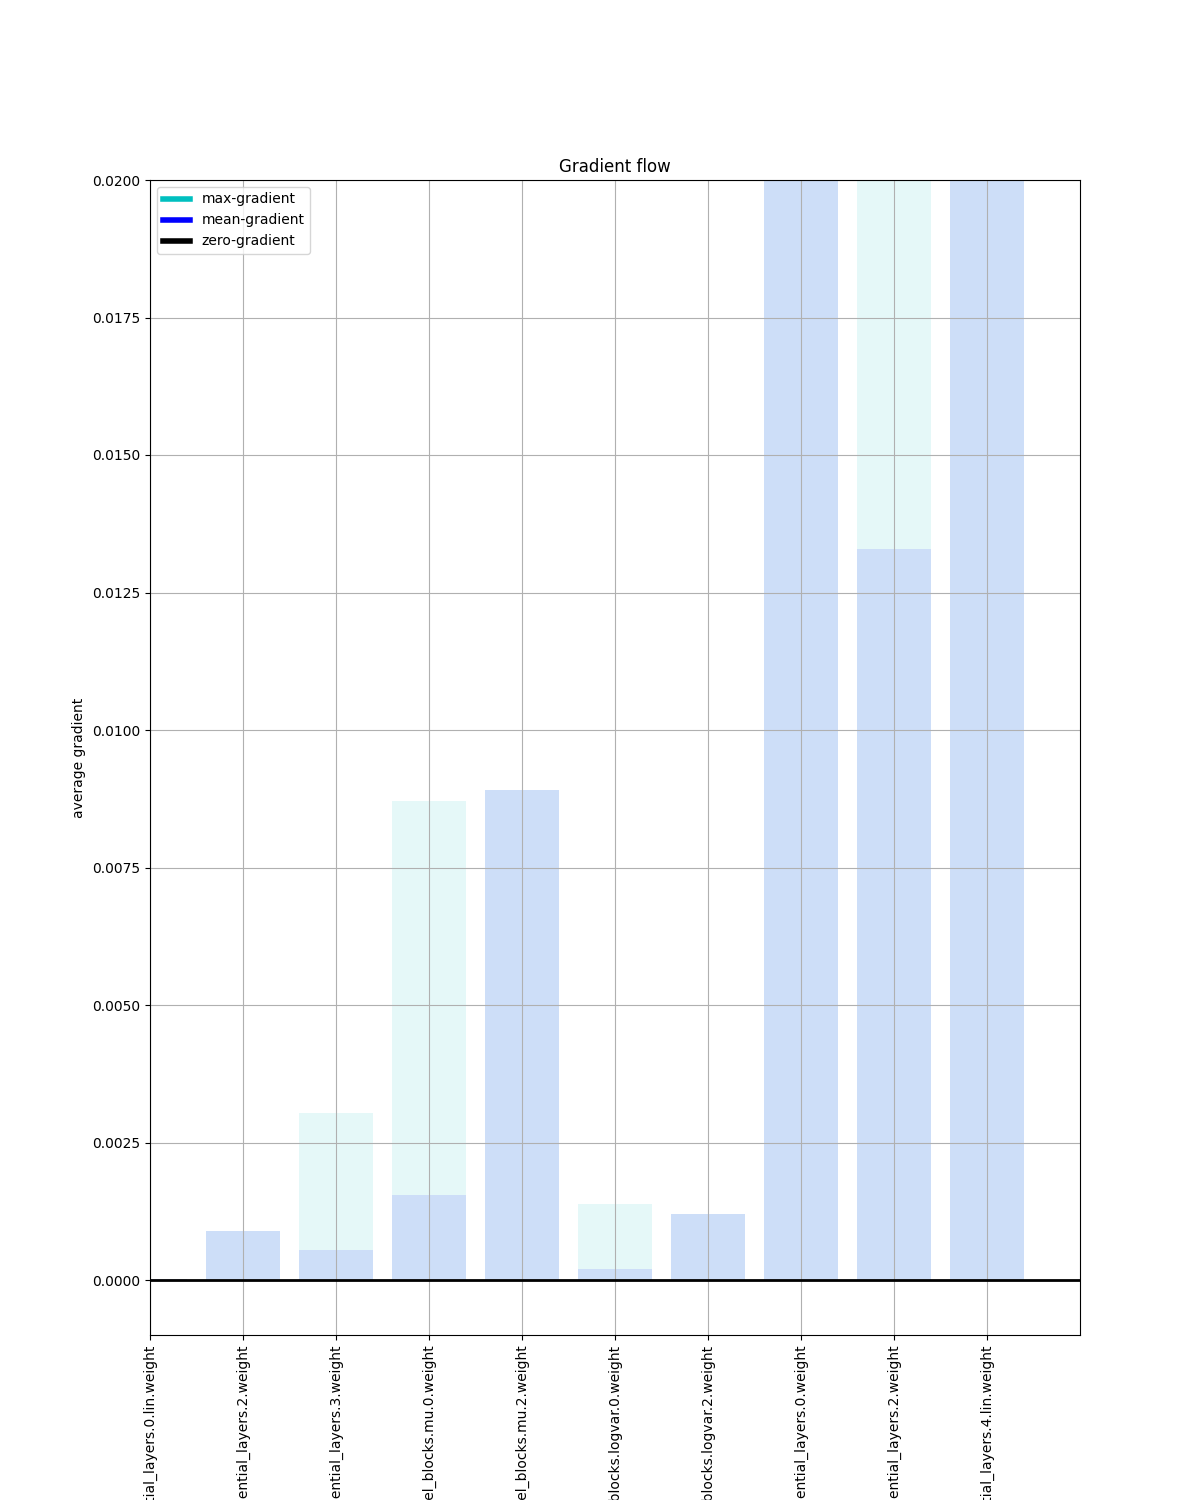 Gradient flow
max-gradient
mean-gradient
zero-gradient
0.0200
0.0175
0.0150
0.0125
0.0100
0.0075
0.0050
0.0025
0.0000
average gradient
tial_layers.0.lin.weight
ential_layers.2.weight
ential_layers.3.weight
el_blocks.mu.0.weight
el_blocks.mu.2.weight
blocks.logvar.0.weight
blocks.logvar.2.weight
ential_layers.0.weight
ential_layers.2.weight
tial_layers.4.lin.weight